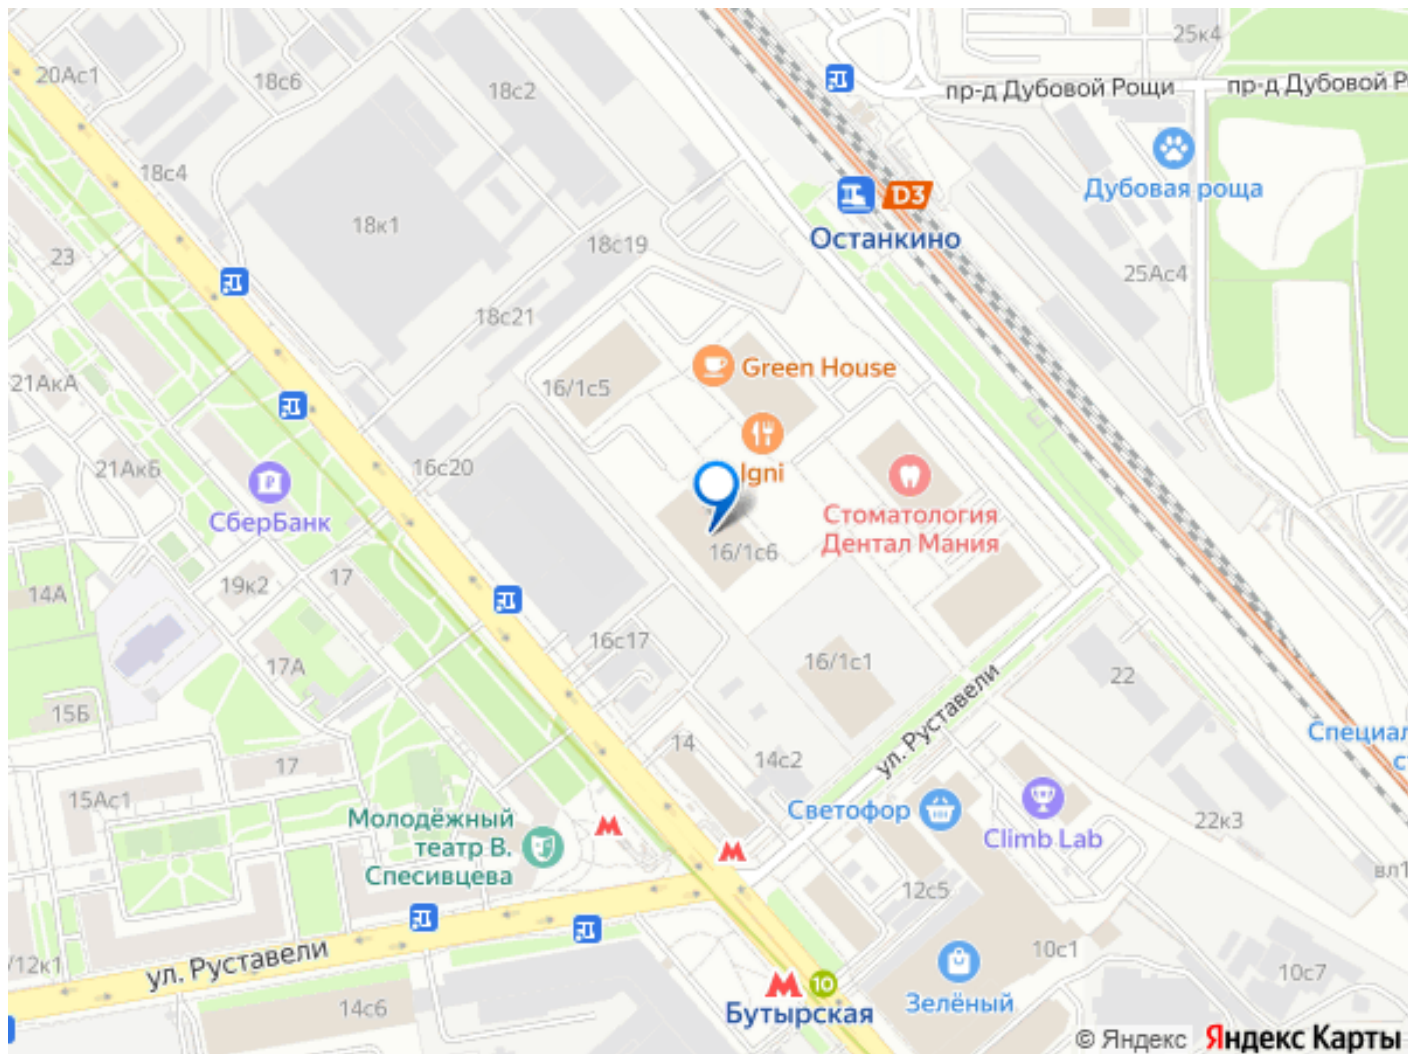 25к4
20Ас1
18с6
18с2
пр-д Дубовой Рощи
пр-д Дубовой Р
18с4
Дубовая роща
D3
18к1
Останкино
18с19
23
25Ас4
18с21
Green House
21АкА
16/1с5
21АкБ
16с20
Igni
СберБанк
Стоматология
Дентал Мания
16/1с6
19к2
17
14А
16с17
17А
16/1с1
22
15Б
ул. Руставели
14
Специал
с
14с2
17
15Ас1
Молодёжный
театр В.
Спесивцева
Светофор
Climb Lab
22к3
вл1
12с5
/12к1
ул. Руставели
10с1
10с7
10
Бутырская
Зелёный
14с6
© Яндекс Яндекс Карты